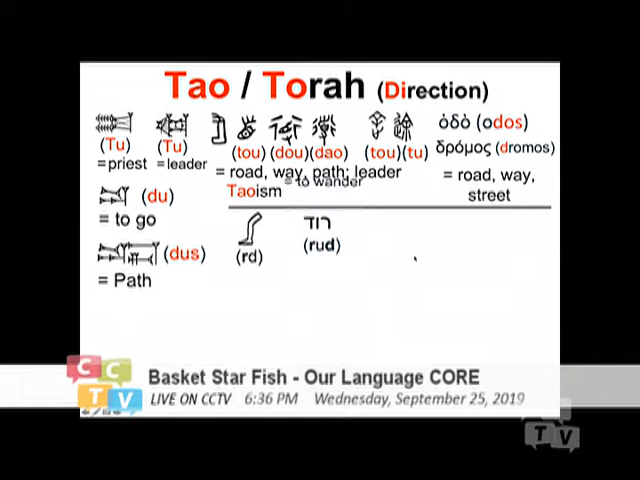 Tao / Torah (Direction)
(Tu)
=priest
(Tu)
=leader
(du)
= to go
(dus)
= Path
(tou) (dou) (dao) (tou) (tu)
= road, way, path; leader
= to wander
Taoism
ὁδὸ (odos)
δρόμος (dromos)
= road, way,
street
(rd)
רוד
(rud)
CCTV
Basket Star Fish - Our Language CORE
LIVE ON CCTV 6:36 PM Wednesday, September 25, 2019
TV